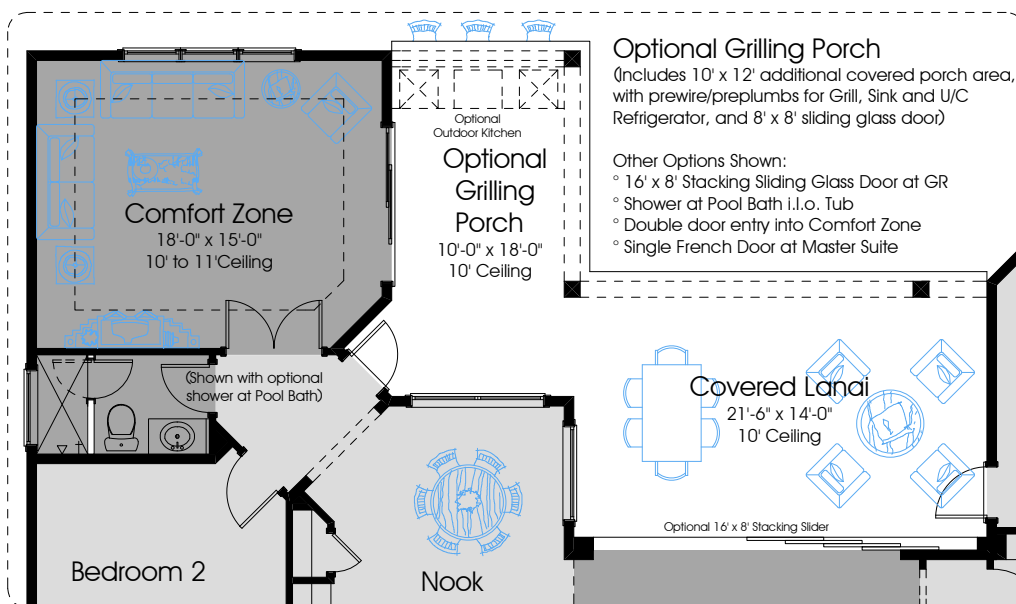 Optional Grilling Porch
(Includes 10' x 12' additional covered porch area,
with prewire/preplumbs for Grill, Sink and U/C
Refrigerator, and 8' x 8' sliding glass door)
Other Options Shown:
° 16' x 8' Stacking Sliding Glass Door at GR
° Shower at Pool Bath i.l.o. Tub
° Double door entry into Comfort Zone
° Single French Door at Master Suite
Optional
Outdoor Kitchen
Optional
Grilling
Porch
10'-0" x 18'-0"
10' Ceiling
Comfort Zone
18'-0" x 15'-0"
10' to 11'Ceiling
(Shown with optional
shower at Pool Bath)
Covered Lanai
21'-6" x 14'-0"
10' Ceiling
Optional 16' x 8' Stacking Slider
Bedroom 2
Nook